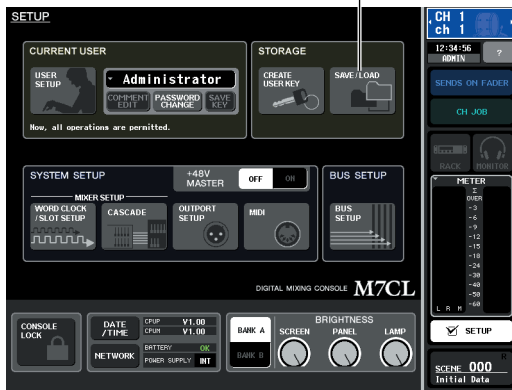 SETUP
CURRENT USER
USER SETUP
Administrator
COMMENT EDIT
PASSWORD CHANGE
SAVE KEY
Now, all operations are permitted.
STORAGE
CREATE USER KEY
SAVE/LOAD
SYSTEM SETUP
+48V MASTER
OFF
ON
MIXER SETUP
WORD CLOCK /SLOT SETUP
CASCADE
OUTPORT SETUP
MIDI
BUS SETUP
BUS SETUP
DIGITAL MIXING CONSOLE M7CL
CONSOLE LOCK
DATE /TIME
CPUP V1.00
CPUM V1.00
NETWORK
BATTERY OK
POWER SUPPLY INT
BANK A
BANK B
BRIGHTNESS
SCREEN
PANEL
LAMP
CH 1
ch 1
12:34:56
ADMIN
?
SENDS ON FADER
CH JOB
RACK
MONITOR
METER
Σ
OVER
-3
-6
-9
-12
-15
-18
-24
-30
-40
-50
-60
L R M
SETUP
R
SCENE 000
Initial Data